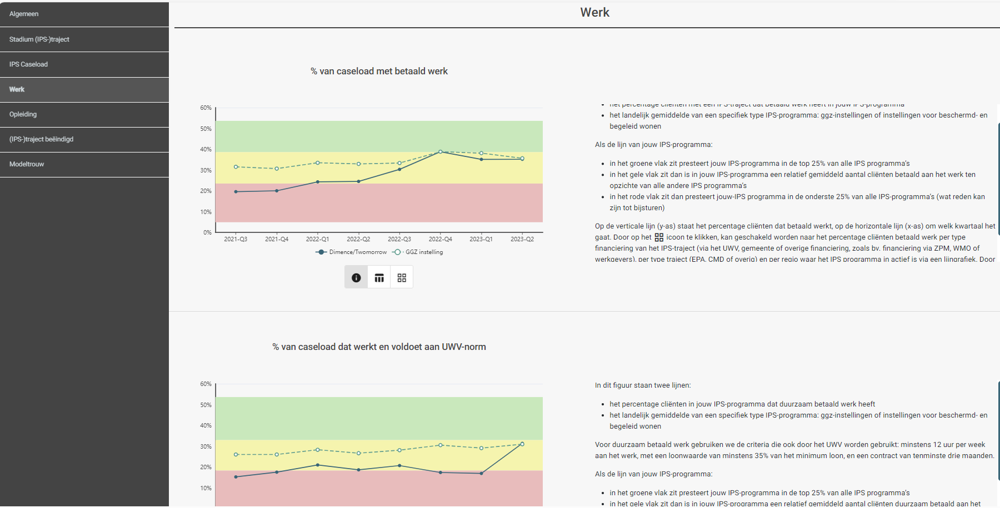 Algemeen
Stadium (IPS-)traject
IPS Caseload
Werk
Opleiding
(IPS-)traject beëindigd
Modeltrouw
Werk
% van caseload met betaald werk
60%
50%
40%
30%
20%
10%
0%
2021-Q3 2021-Q4 2022-Q1 2022-Q2 2022-Q3 2022-Q4 2023-Q1 2023-Q2
Dimence/Twomorrow GGZ instelling
het percentage cliënten met een IPS-traject dat betaald werk heeft in jouw IPS-programma
het landelijk gemiddelde van een specifiek type IPS-programma: ggz-instellingen of instellingen voor beschermd- en
begeleid wonen
Als de lijn van jouw IPS-programma:
in het groene vlak zit presteert jouw IPS-programma in de top 25% van alle IPS programma's
in het gele vlak zit dan is in jouw IPS-programma een relatief gemiddeld aantal cliënten betaald aan het werk ten
opzichte van alle andere IPS programma's
in het rode vlak zit dan presteert jouw-IPS programma in de onderste 25% van alle IPS-programma's (wat reden kan
zijn tot bijsturen)
Op de verticale lijn (y-as) staat het percentage cliënten dat betaald werkt, op de horizontale lijn (x-as) om welk kwartaal het
gaat. Door op het icoon te klikken, kan geschakeld worden naar het percentage cliënten betaald werk per type
financiering van het IPS-traject (via het UWV, gemeente of overige financiering, zoals bv. financiering via ZPM, WMO of
werkgevers), per type traject (EPA, CMD of overig) en per regio waar het IPS programma in actief is via een lijngrafiek. Door
% van caseload dat werkt en voldoet aan UWV-norm
60%
50%
40%
30%
20%
10%
In dit figuur staan twee lijnen:
het percentage cliënten in jouw IPS-programma dat duurzaam betaald werk heeft
het landelijk gemiddelde van een specifiek type IPS-programma: ggz-instellingen of instellingen voor beschermd- en
begeleid wonen
Voor duurzaam betaald werk gebruiken we de criteria die ook door het UWV worden gebruikt: minstens 12 uur per week
aan het werk, met een loonwaarde van minstens 35% van het minimum loon, en een contract van tenminste drie maanden.
Als de lijn van jouw IPS-programma:
in het groene vlak zit presteert jouw IPS-programma in de top 25% van alle IPS programma's
in het gele vlak zit dan is in jouw IPS-programma een relatief gemiddeld aantal cliënten duurzaam betaald aan het